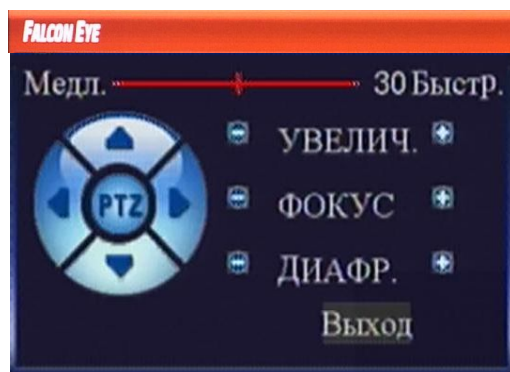 FALCON EYE
Медл. 30 Быстр.
УВЕЛИЧ.
PTZ
ФОКУС
ДИАФР.
Выход